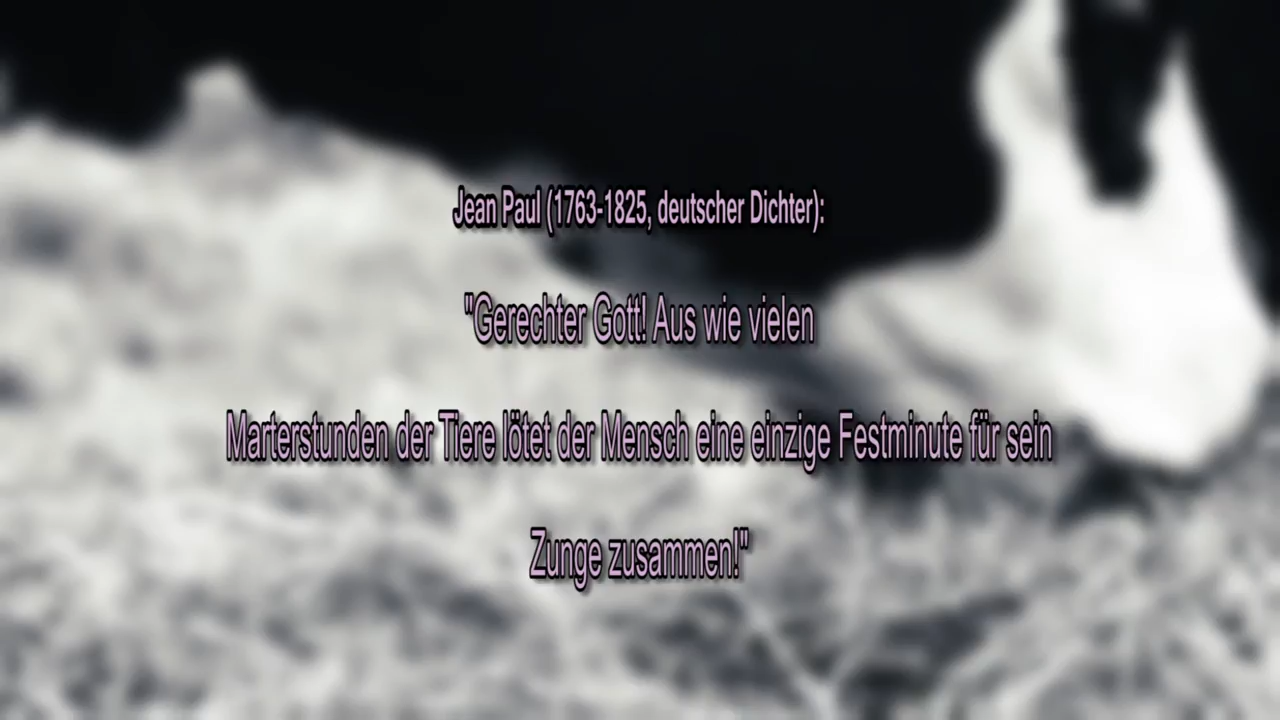 Jean Paul (1763-1825, deutscher Dichter):
"Gerechter Gott! Aus wie vielen
Marterstunden der Tiere lötet der Mensch eine einzige Festminute für sein
Zunge zusammen!"